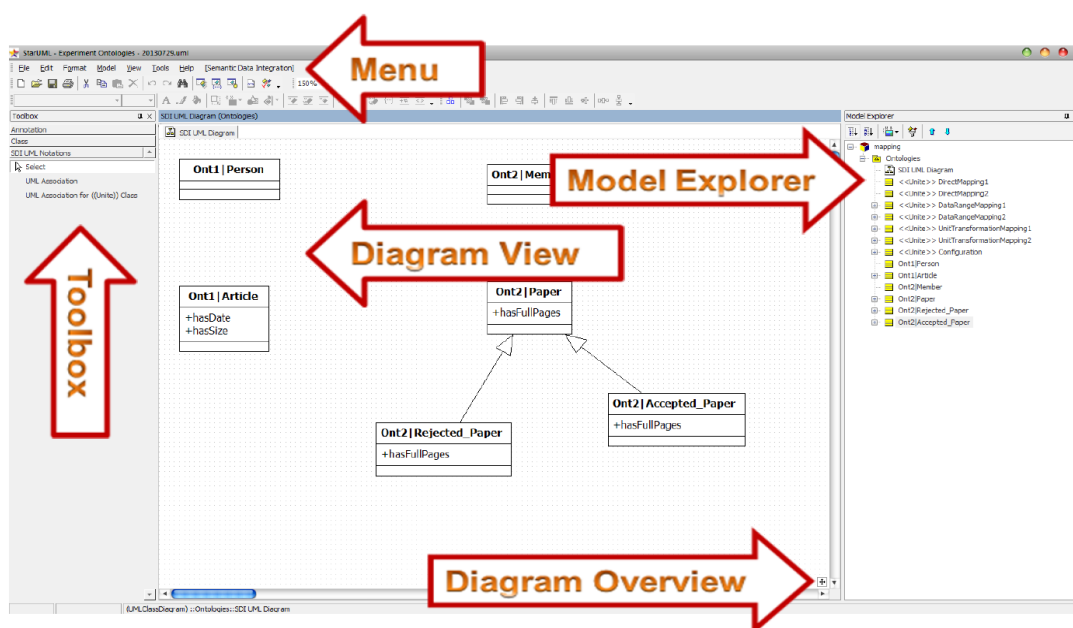 StarUML - Experiment Ontologies - 20130729.uml
File Edit Format Model View Tools Help [Semantic Data Integration]
Menu
150%
Toolbox
Annotation
Class
SDI UML Notations
Select
UML Association
UML Association for ((Unite)) Class
Toolbox
SDI UML Diagram (Ontologies)
SDI UML Diagram
Ont1|Person
Ont2|Mem
Model Explorer
Diagram View
Ont1|Article
+hasDate
+hasSize
Ont2|Paper
+hasFullPages
Ont2|Accepted_Paper
+hasFullPages
Ont2|Rejected_Paper
+hasFullPages
Diagram Overview
Model Explorer
mapping
Ontologies
SDI UML Diagram
<<Unite>> DirectMapping1
<<Unite>> DirectMapping2
<<Unite>> DataRangeMapping1
<<Unite>> DataRangeMapping2
<<Unite>> UnitTransformationMapping1
<<Unite>> UnitTransformationMapping2
<<Unite>> Configuration
Ont1|Person
Ont1|Article
Ont2|Member
Ont2|Paper
Ont2|Rejected_Paper
Ont2|Accepted_Paper
(UMLClassDiagram) ::Ontologies::SDI UML Diagram